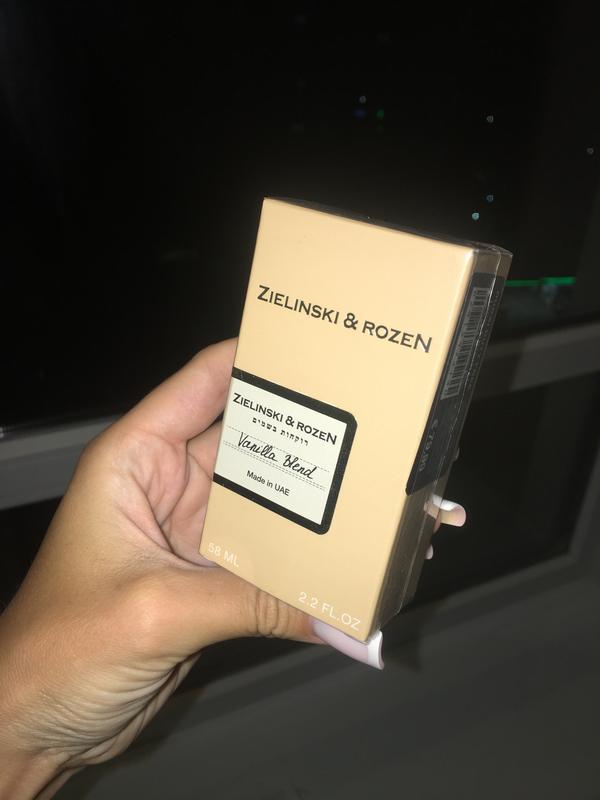 ZIELINSKI & ROZEN
ZIELINSKI & ROZEN
רוקחות בשמים
Vanilla Blend
Made in UAE
58 ML
2.2 FL.OZ